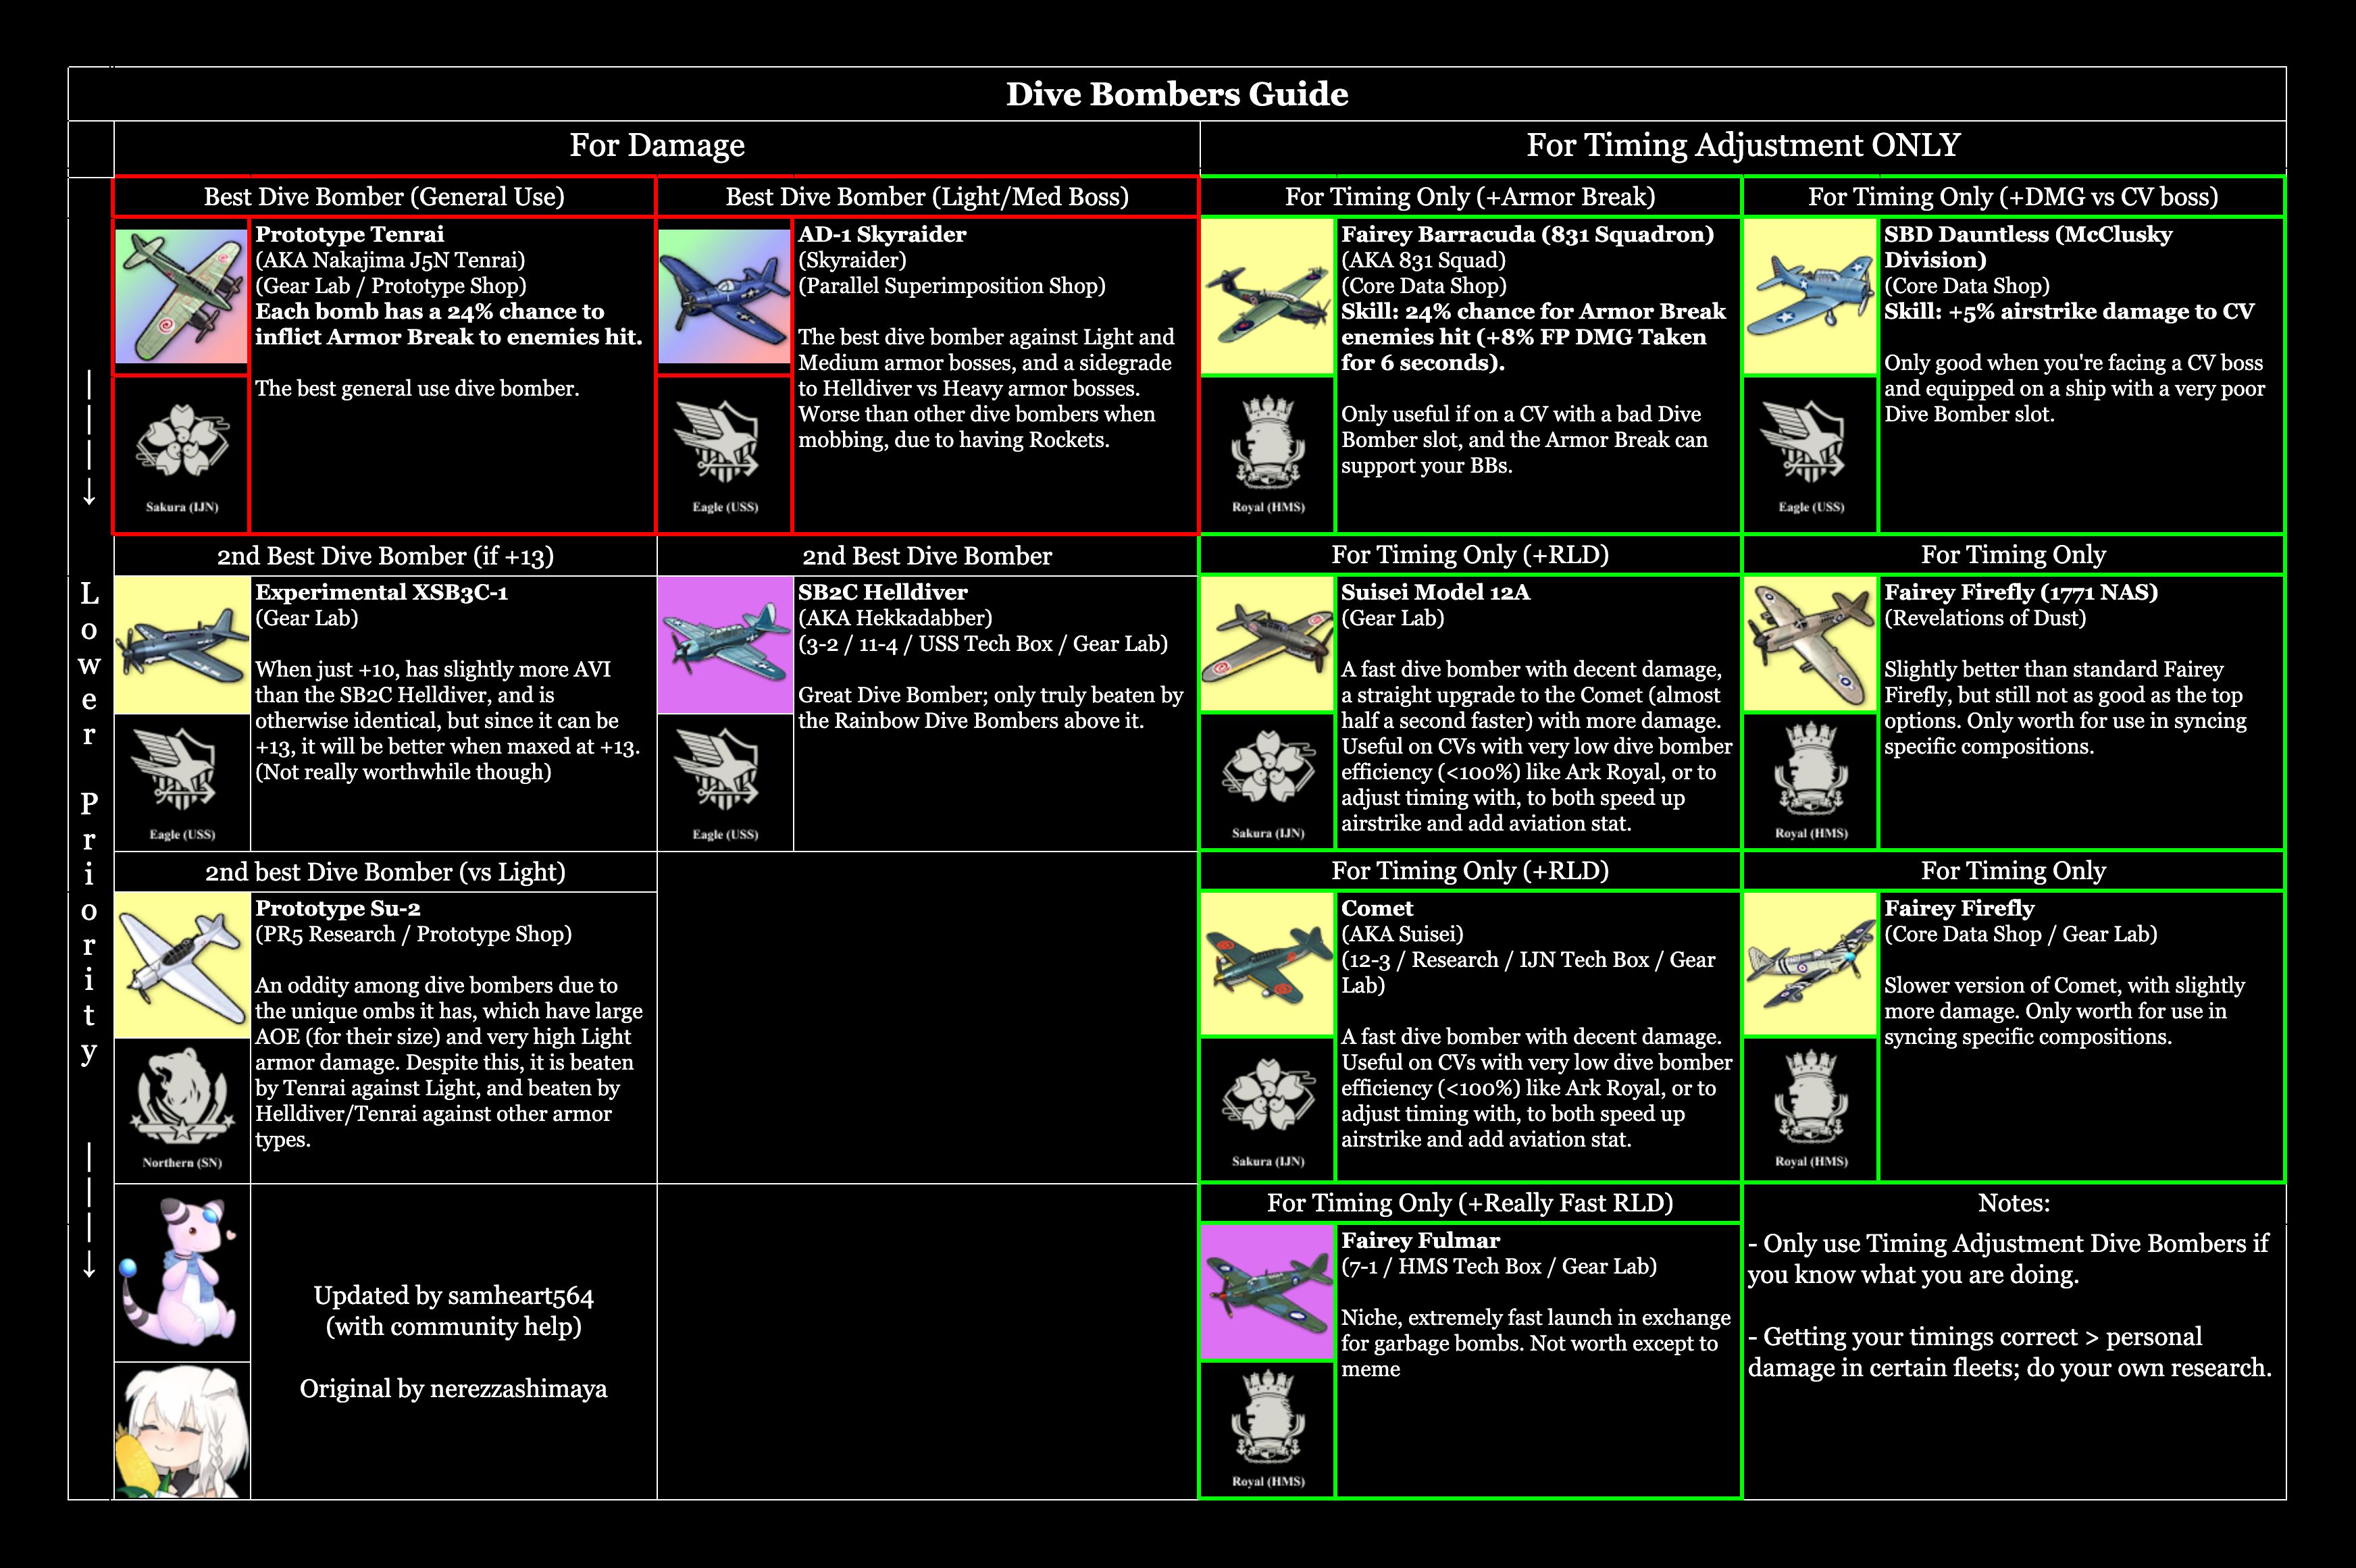 Dive Bombers Guide
For Damage
For Timing Adjustment ONLY
Lower Priority
Best Dive Bomber (General Use)
Prototype Tenrai
(AKA Nakajima J5N Tenrai)
(Gear Lab / Prototype Shop)
Each bomb has a 24% chance to
inflict Armor Break to enemies hit.
The best general use dive bomber.
Sakura (IJN)
Best Dive Bomber (Light/Med Boss)
AD-1 Skyraider
(Skyraider)
(Parallel Superimposition Shop)
The best dive bomber against Light and
Medium armor bosses, and a sidegrade
to Helldiver vs Heavy armor bosses.
Worse than other dive bombers when
mobbing, due to having Rockets.
Eagle (USS)
For Timing Only (+Armor Break)
Fairey Barracuda (831 Squadron)
(AKA 831 Squad)
(Core Data Shop)
Skill: 24% chance for Armor Break
enemies hit (+8% FP DMG Taken
for 6 seconds).
Only useful if on a CV with a bad Dive
Bomber slot, and the Armor Break can
support your BBs.
Royal (HMS)
For Timing Only (+DMG vs CV boss)
SBD Dauntless (McClusky
Division)
(Core Data Shop)
Skill: +5% airstrike damage to CV
Only good when you're facing a CV boss
and equipped on a ship with a very poor
Dive Bomber slot.
Eagle (USS)
2nd Best Dive Bomber (if +13)
Experimental XSB3C-1
(Gear Lab)
When just +10, has slightly more AVI
than the SB2C Helldiver, and is
otherwise identical, but since it can be
+13, it will be better when maxed at +13.
(Not really worthwhile though)
Eagle (USS)
2nd Best Dive Bomber
SB2C Helldiver
(AKA Hekkadabber)
(3-2 / 11-4 / USS Tech Box / Gear Lab)
Great Dive Bomber; only truly beaten by
the Rainbow Dive Bombers above it.
Eagle (USS)
For Timing Only (+RLD)
Suisei Model 12A
(Gear Lab)
A fast dive bomber with decent damage,
a straight upgrade to the Comet (almost
half a second faster) with more damage.
Useful on CVs with very low dive bomber
efficiency (<100%) like Ark Royal, or to
adjust timing with, to both speed up
airstrike and add aviation stat.
Sakura (IJN)
For Timing Only
Fairey Firefly (1771 NAS)
(Revelations of Dust)
Slightly better than standard Fairey
Firefly, but still not as good as the top
options. Only worth for use in syncing
specific compositions.
Royal (HMS)
2nd best Dive Bomber (vs Light)
Prototype Su-2
(PR5 Research / Prototype Shop)
An oddity among dive bombers due to
the unique ombs it has, which have large
AOE (for their size) and very high Light
armor damage. Despite this, it is beaten
by Tenrai against Light, and beaten by
Helldiver/Tenrai against other armor
types.
Northern (SN)
For Timing Only (+RLD)
Comet
(AKA Suisei)
(12-3 / Research / IJN Tech Box / Gear
Lab)
A fast dive bomber with decent damage.
Useful on CVs with very low dive bomber
efficiency (<100%) like Ark Royal, or to
adjust timing with, to both speed up
airstrike and add aviation stat.
Sakura (IJN)
For Timing Only
Fairey Firefly
(Core Data Shop / Gear Lab)
Slower version of Comet, with slightly
more damage. Only worth for use in
syncing specific compositions.
Royal (HMS)
Updated by samheart564
(with community help)
Original by nerezzashimaya
For Timing Only (+Really Fast RLD)
Fairey Fulmar
(7-1 / HMS Tech Box / Gear Lab)
Niche, extremely fast launch in exchange
for garbage bombs. Not worth except to
meme
Royal (HMS)
Notes:
- Only use Timing Adjustment Dive Bombers if
you know what you are doing.
- Getting your timings correct > personal
damage in certain fleets; do your own research.